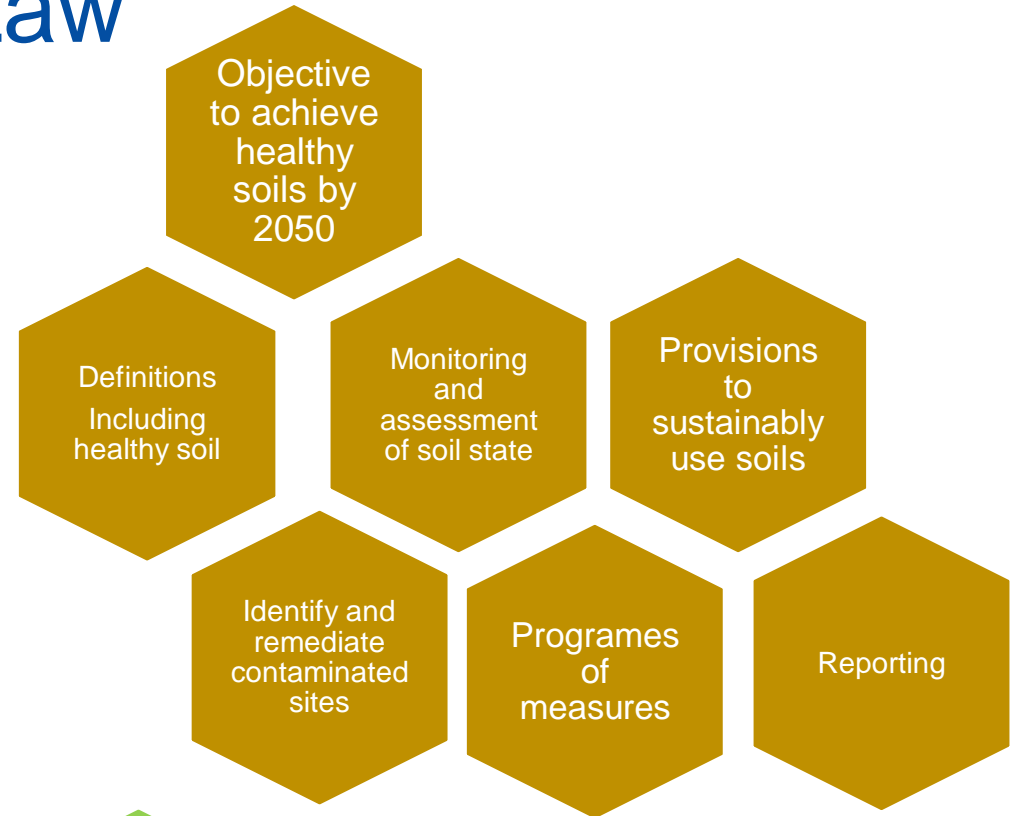 Law
Objective
to achieve
healthy
soils by
2050
Definitions
Including
healthy soil
Monitoring
and
assessment
of soil state
Provisions
to
sustainably
use soils
Identify and
remediate
contaminated
sites
Programes
of
measures
Reporting